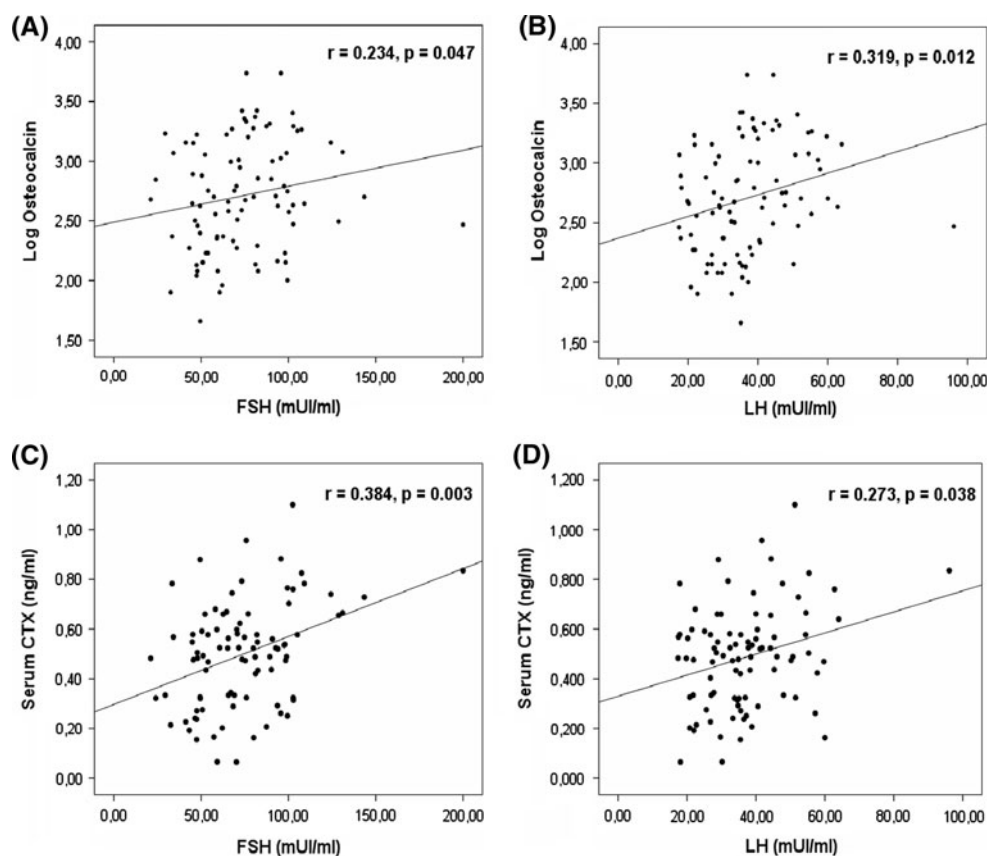 (A)
r = 0.234, p = 0.047
4,00
3,50
3,00
2,50
2,00
1,50
Log Osteocalcin
0,00 50,00 100,00 150,00 200,00
FSH (mUI/ml)
(B)
r = 0.319, p = 0.012
4,00
3,50
3,00
2,50
2,00
1,50
Log Osteocalcin
0,00 20,00 40,00 60,00 80,00 100,00
LH (mUI/ml)
(C)
r = 0.384, p = 0.003
1,20
1,00
0,80
0,60
0,40
0,20
0,00
Serum CTX (ng/ml)
0,00 50,00 100,00 150,00 200,00
FSH (mUI/ml)
(D)
r = 0.273, p = 0.038
1,200
1,000
0,800
0,600
0,400
0,200
0,000
Serum CTX (ng/ml)
0,00 20,00 40,00 60,00 80,00 100,00
LH (mUI/ml)